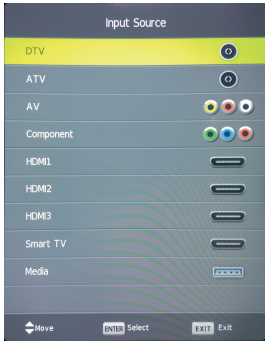 Input Source
DTV
ATV
AV
Component
HDMI1
HDMI2
HDMI3
Smart TV
Media
Move ENTER Select EXIT Exit